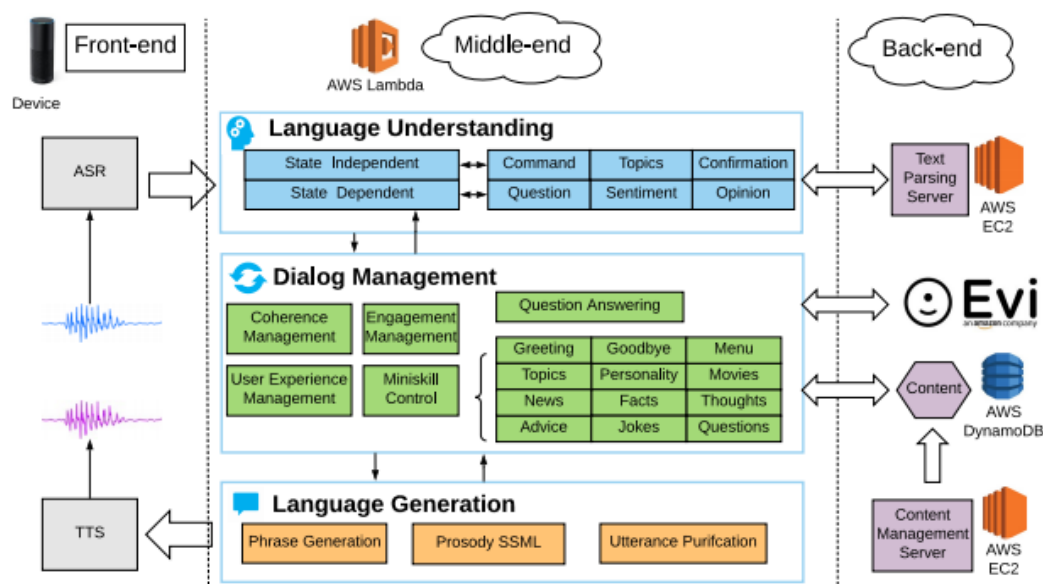 Front-end
Middle-end
Back-end
Device
AWS Lambda
ASR
Language Understanding
State Independent
Command
Topics
Confirmation
State Dependent
Question
Sentiment
Opinion
Text
Parsing
Server
AWS
EC2
Dialog Management
Coherence
Management
Engagement
Management
Question Answering
User Experience
Management
Miniskill
Control
Greeting
Goodbye
Menu
Topics
Personality
Movies
News
Facts
Thoughts
Advice
Jokes
Questions
Evi
an amazon company
Content
AWS
DynamoDB
Language Generation
Phrase Generation
Prosody SSML
Utterance Purifcation
TTS
Content
Management
Server
AWS
EC2